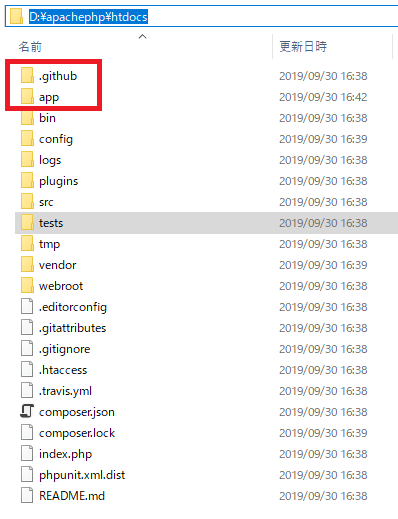 D:¥apachephp¥htdocs
名前 更新日時
.github 2019/09/30 16:38
app 2019/09/30 16:42
bin 2019/09/30 16:38
config 2019/09/30 16:39
logs 2019/09/30 16:38
plugins 2019/09/30 16:38
src 2019/09/30 16:38
tests 2019/09/30 16:38
tmp 2019/09/30 16:38
vendor 2019/09/30 16:39
webroot 2019/09/30 16:38
.editorconfig 2019/09/30 16:38
.gitattributes 2019/09/30 16:38
.gitignore 2019/09/30 16:38
.htaccess 2019/09/30 16:38
.travis.yml 2019/09/30 16:38
composer.json 2019/09/30 16:38
composer.lock 2019/09/30 16:39
index.php 2019/09/30 16:38
phpunit.xml.dist 2019/09/30 16:38
README.md 2019/09/30 16:38